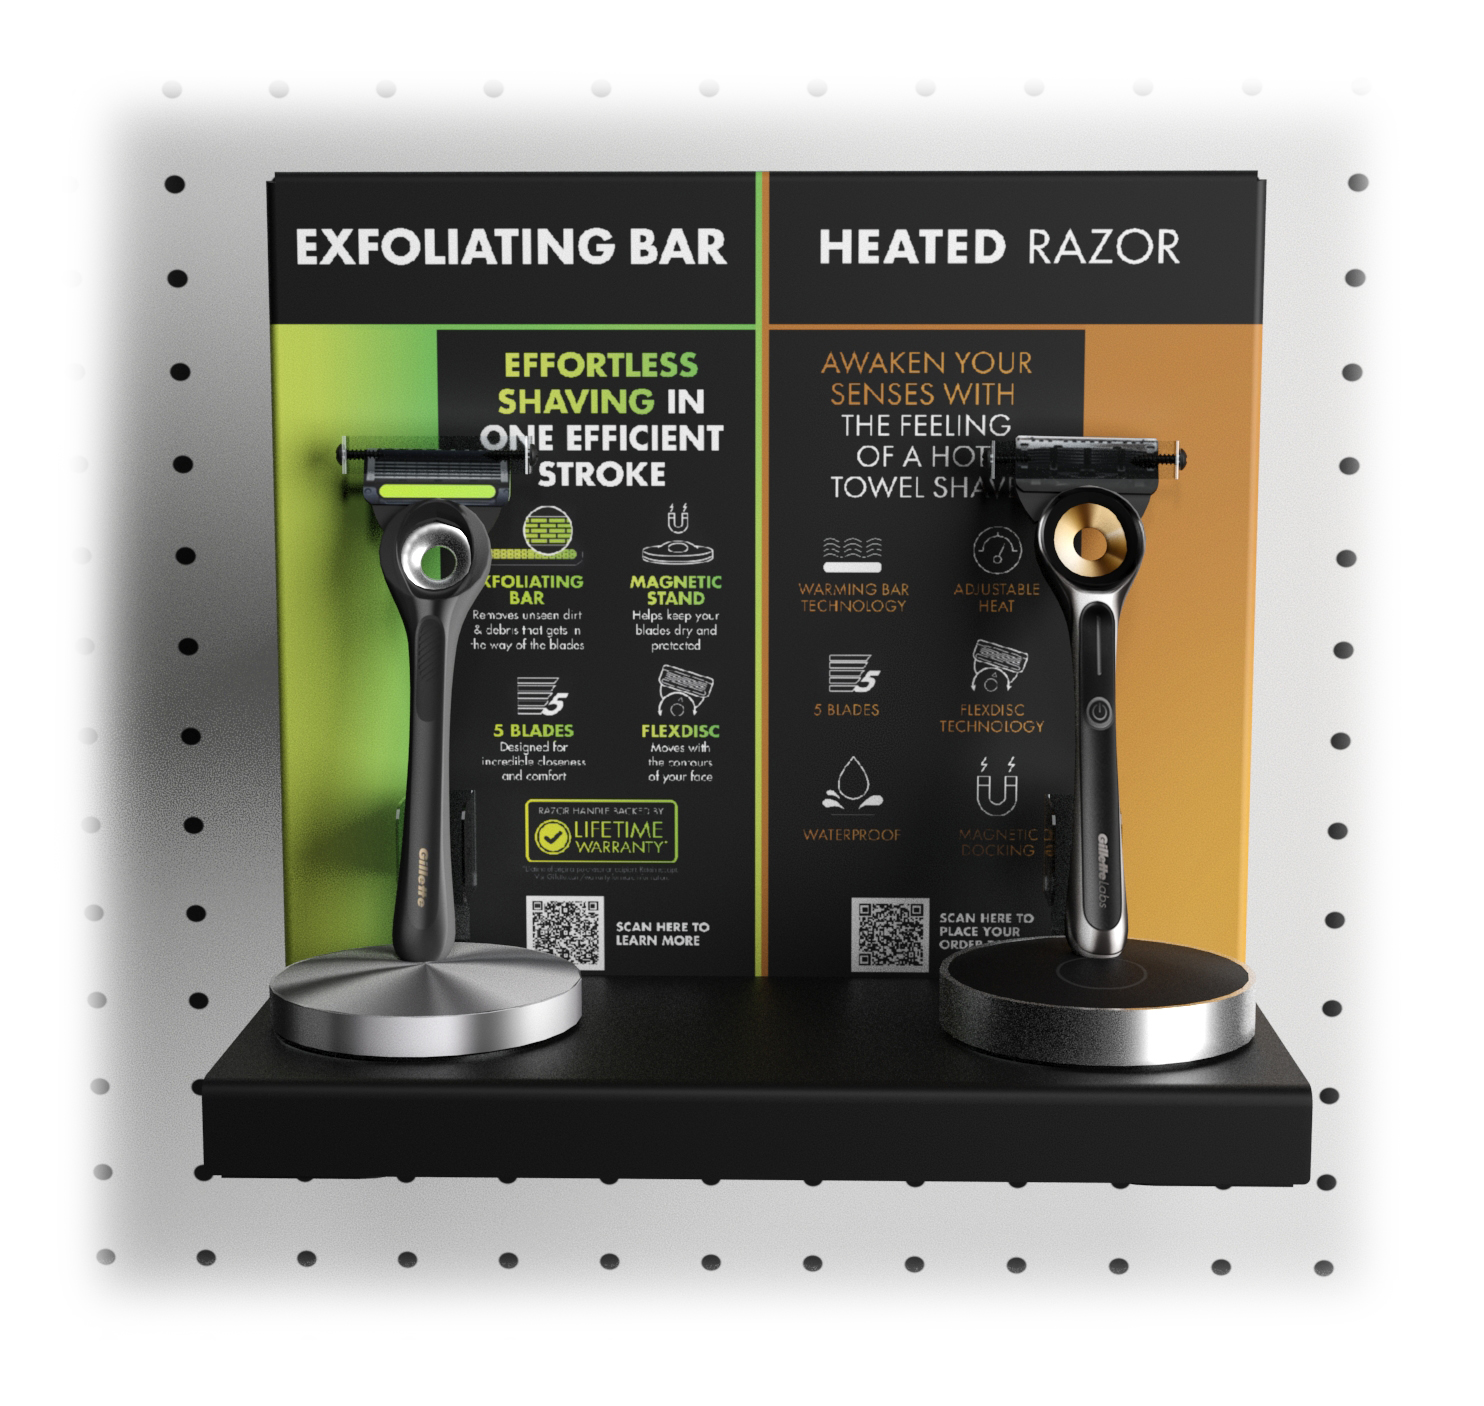 EXFOLIATING BAR
EFFORTLESS
SHAVING IN
ONE EFFICIENT
STROKE
XFOLIATING
BAR
Removes unseen dirt
& debris that gets in
the way of the blades
MAGNETIC
STAND
Helps keep your
blades dry and
protected
5
5 BLADES
Designed for
incredible closeness
and comfort
FLEXDISC
Moves with
the contours
of your face
RAZOR HANDLE BACKED BY
LIFETIME
WARRANTY*
SCAN HERE TO
LEARN MORE
Gillette
HEATED RAZOR
AWAKEN YOUR
SENSES WITH
THE FEELING
OF A HOT
TOWEL SHAV
WARMING BAR
TECHNOLOGY
ADJUSTABLE
HEAT
5
5 BLADES
FLEXDISC
TECHNOLOGY
WATERPROOF
MAGNETIC
DOCKING
SCAN HERE TO
PLACE YOUR
ORDER
Gillettelabs